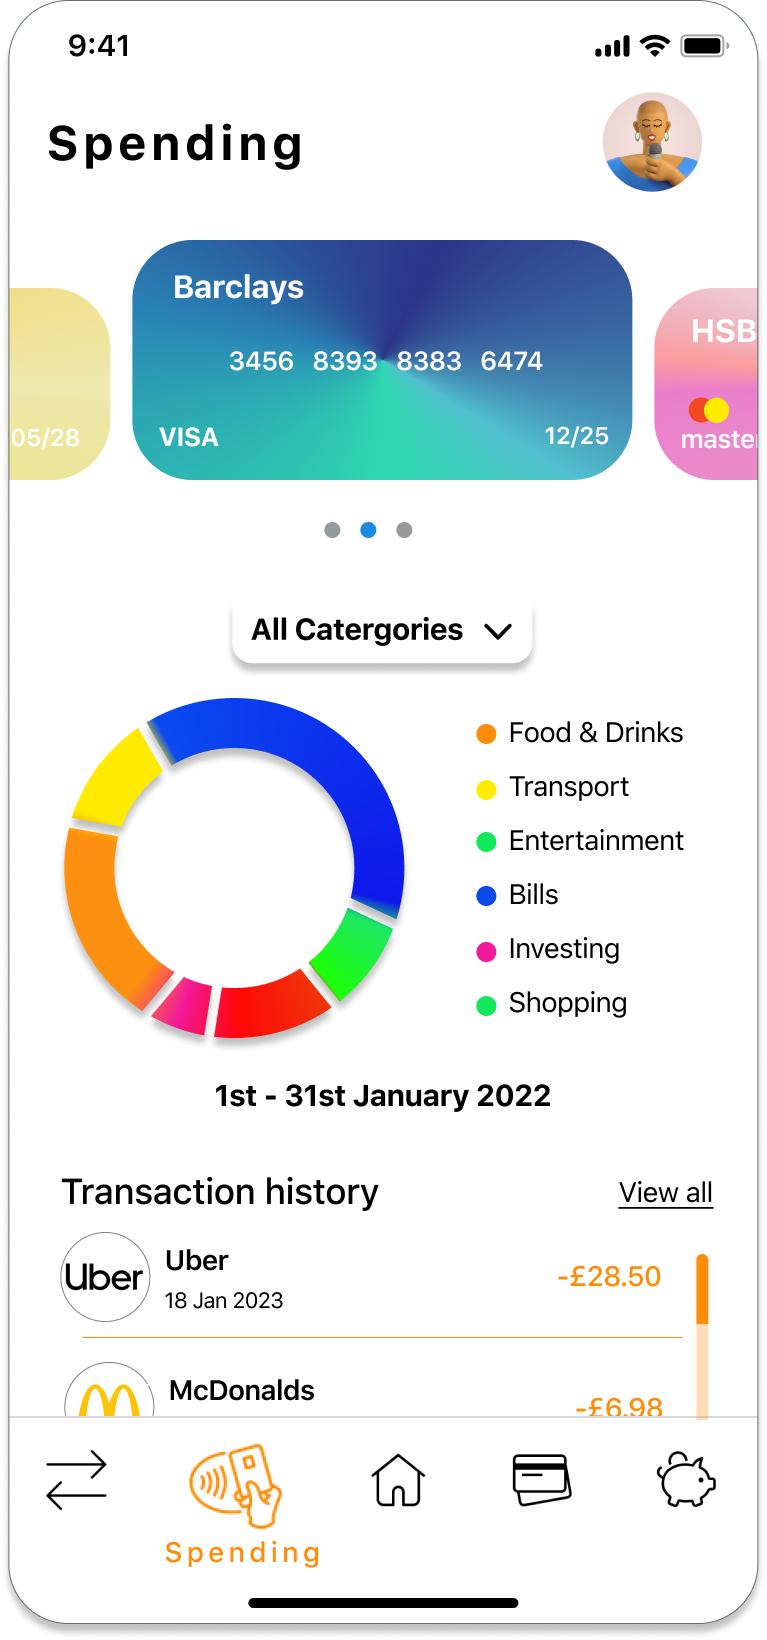 9:41
Spending
Barclays
3456 8393 8383 6474
VISA
12/25
05/28
HSB
master
All Catergories
Food & Drinks
Transport
Entertainment
Bills
Investing
Shopping
1st - 31st January 2022
Transaction history
View all
Uber
Uber
18 Jan 2023
-£28.50
McDonalds
-£6.98
Spending